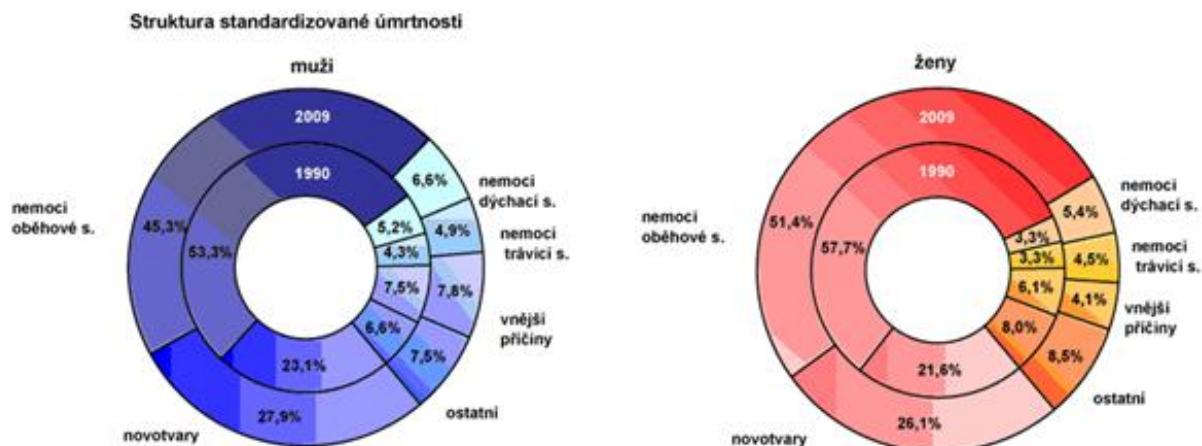 Struktura standardizované úmrtnosti
muži
2009
1990
nemoci
oběhové s.
45,3%
53,3%
6,6%
5,2%
nemoci
dýchací s.
4,9%
4,3%
nemoci
trávicí s.
7,8%
7,5%
vnější
příčiny
7,5%
6,6%
ostatní
23,1%
27,9%
novotvary
ženy
2009
1990
nemoci
oběhové s.
51,4%
57,7%
5,4%
3,3%
nemoci
dýchací s.
4,5%
3,3%
nemoci
trávicí s.
4,1%
6,1%
vnější
příčiny
8,5%
8,0%
ostatní
21,6%
26,1%
novotvary